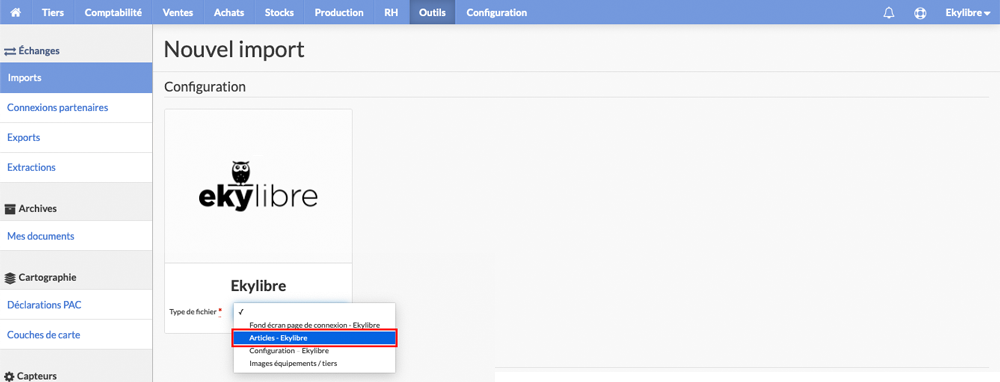 Tiers Comptabilité Ventes Achats Stocks Production RH Outils Configuration Ekylibre
Échanges
Imports
Connexions partenaires
Exports
Extractions
Archives
Mes documents
Cartographie
Déclarations PAC
Couches de carte
Capteurs
Nouvel import
Configuration
ekylibre
Ekylibre
Type de fichier *
✓
Fond écran page de connexion - Ekylibre
Articles - Ekylibre
Configuration - Ekylibre
Images équipements / tiers